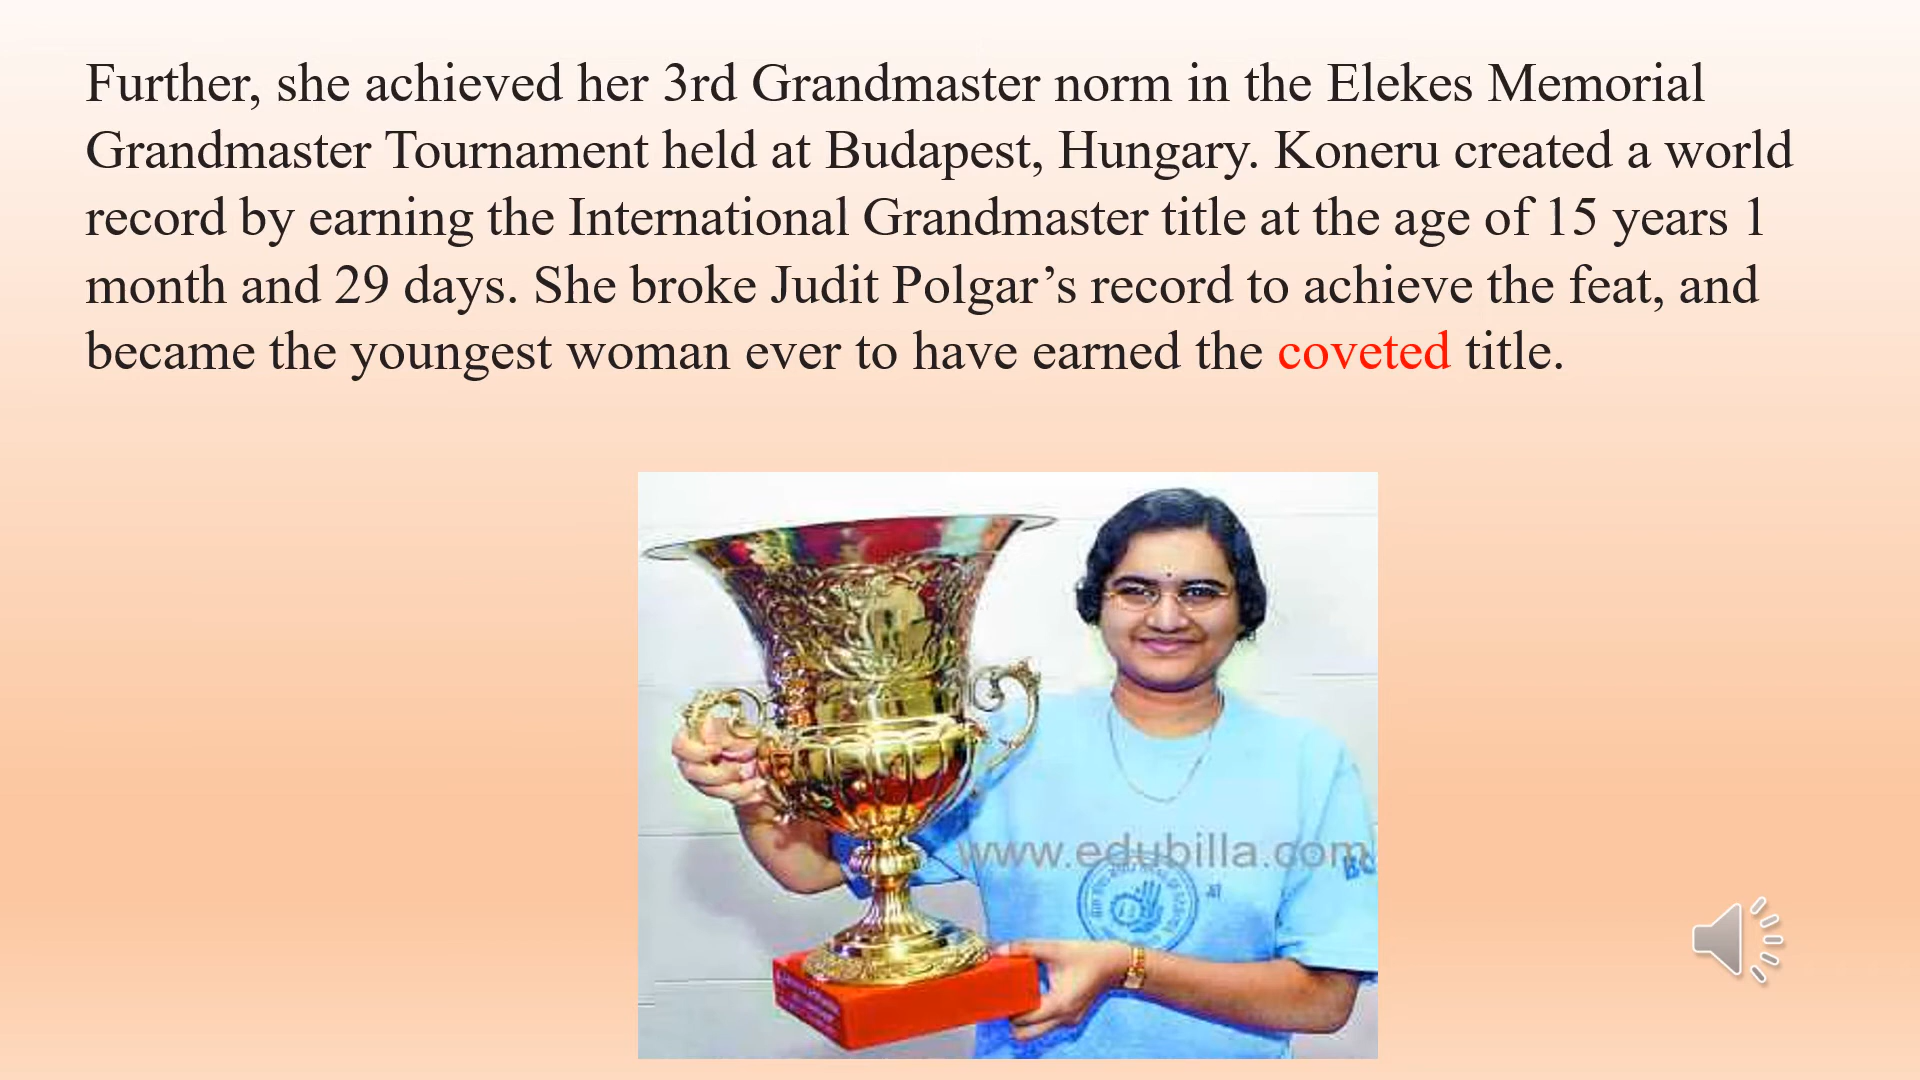 Further, she achieved her 3rd Grandmaster norm in the Elekes Memorial
Grandmaster Tournament held at Budapest, Hungary. Koneru created a world
record by earning the International Grandmaster title at the age of 15 years 1
month and 29 days. She broke Judit Polgar’s record to achieve the feat, and
became the youngest woman ever to have earned the coveted title.
www.edubilla.com